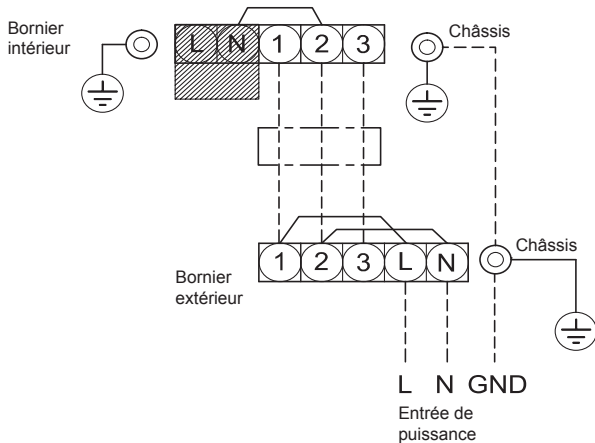 Bornier
intérieur
L N 1 2 3
Châssis
1 2 3 L N
Châssis
Bornier
extérieur
L N GND
Entrée de
puissance